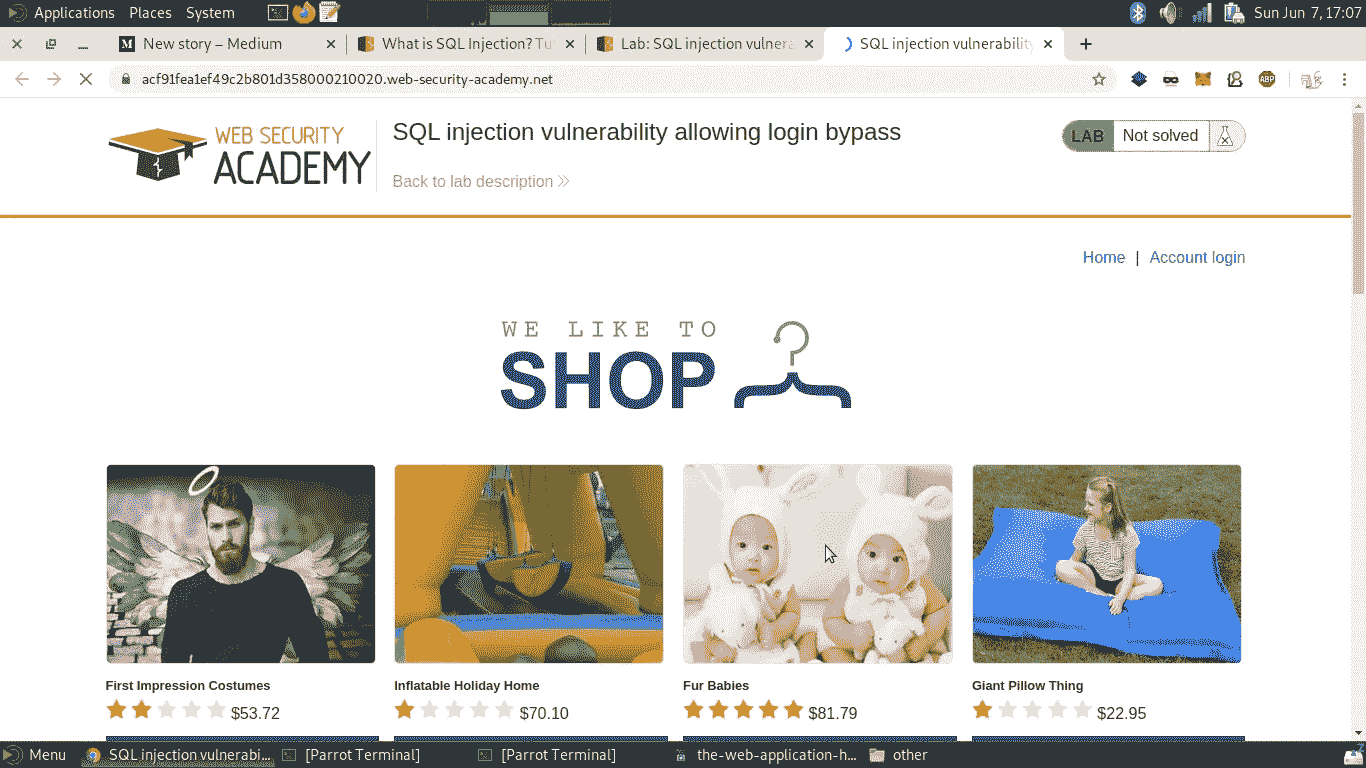 Applications Places System
Sun Jun 7, 17:07
New story – Medium
What is SQL Injection? Tu
Lab: SQL injection vulnera
SQL injection vulnerability
acf91fea1ef49c2b801d358000210020.web-security-academy.net
ABP
WEB SECURITY
ACADEMY
SQL injection vulnerability allowing login bypass
Back to lab description
LAB Not solved
Home | Account login
WE LIKE TO
SHOP
First Impression Costumes
$53.72
Inflatable Holiday Home
$70.10
Fur Babies
$81.79
Giant Pillow Thing
$22.95
Menu
SQL injection vulnerabi...
[Parrot Terminal]
[Parrot Terminal]
the-web-application-h...
other